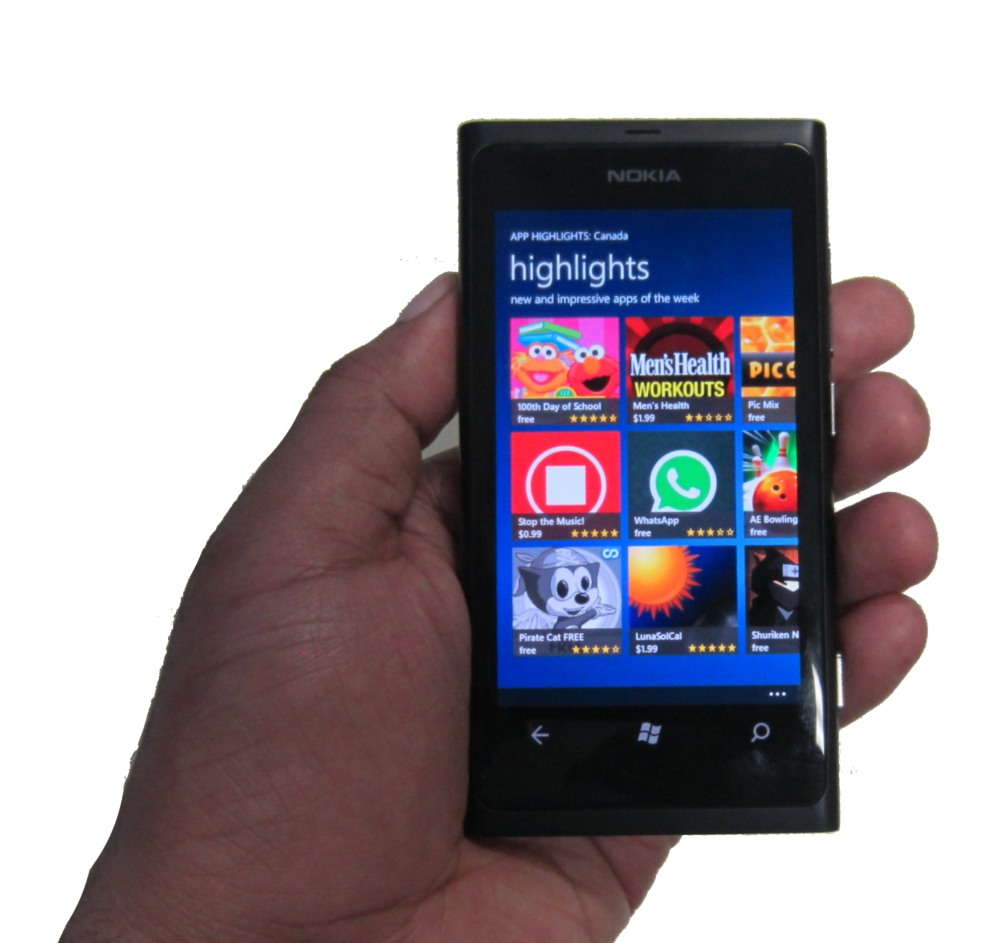 NOKIA
APP HIGHLIGHTS: Canada
highlights
new and impressive apps of the week
Men'sHealth
WORKOUTS
PIC
100th Day of School
free
Men's Health
$1.99
Pic Mix
free
Stop the Music!
$0.99
WhatsApp
free
AE Bowling
free
Pirate Cat FREE
free
LunaSolCal
$1.99
Shuriken N
free